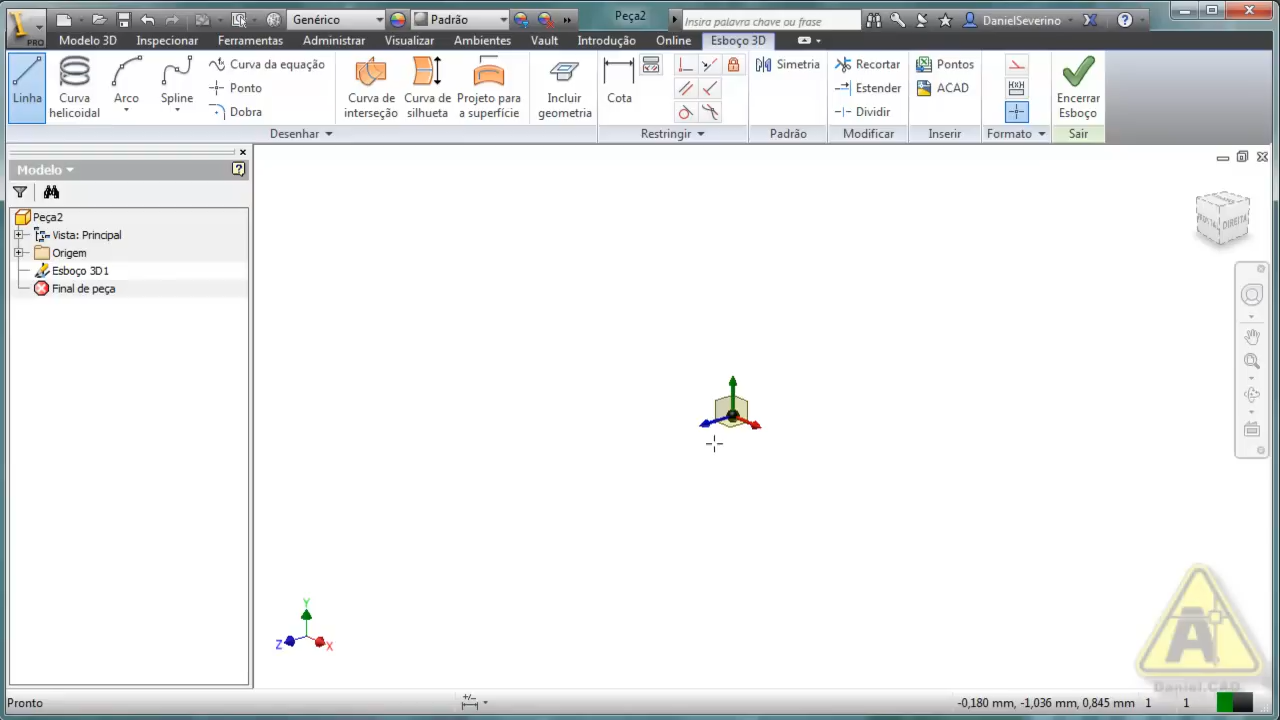 Genérico
Padrão
Peça2
Insira palavra chave ou frase
DanielSeverino
PRO
Modelo 3D
Inspecionar
Ferramentas
Administrar
Visualizar
Ambientes
Vault
Introdução
Online
Esboço 3D
Linha
Curva helicoidal
Arco
Spline
Curva da equação
Ponto
Dobra
Curva de interseção
Curva de silhueta
Projeto para a superfície
Incluir geometria
Cota
Simetria
Recortar
Estender
Dividir
Pontos
ACAD
Encerrar Esboço
Desenhar
Restringir
Padrão
Modificar
Inserir
Formato
Sair
Modelo
Peça2
Vista: Principal
Origem
Esboço 3D1
Final de peça
DIREITA
Y
Z
X
A
Daniel.CAD
Pronto
-0,180 mm, -1,036 mm, 0,845 mm
1
1